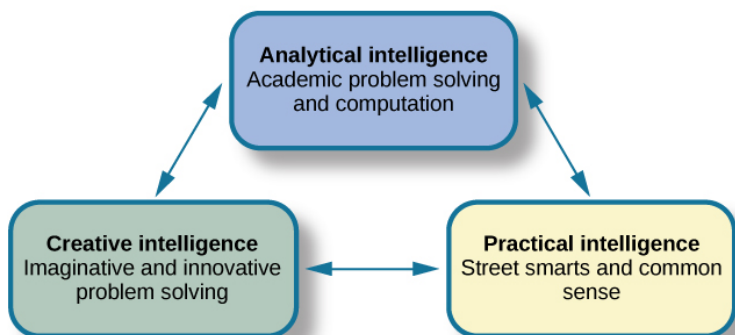 Analytical intelligence
Academic problem solving
and computation
Creative intelligence
Imaginative and innovative
problem solving
Practical intelligence
Street smarts and common
sense